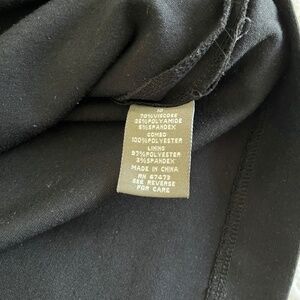 10
70%VISCOSE
25%POLYAMIDE
5%SPANDEX
COMBO
100%POLYESTER
LINING
97%POLYESTER
3%SPANDEX
MADE IN CHINA
RN 67473
SEE REVERSE
FOR CARE